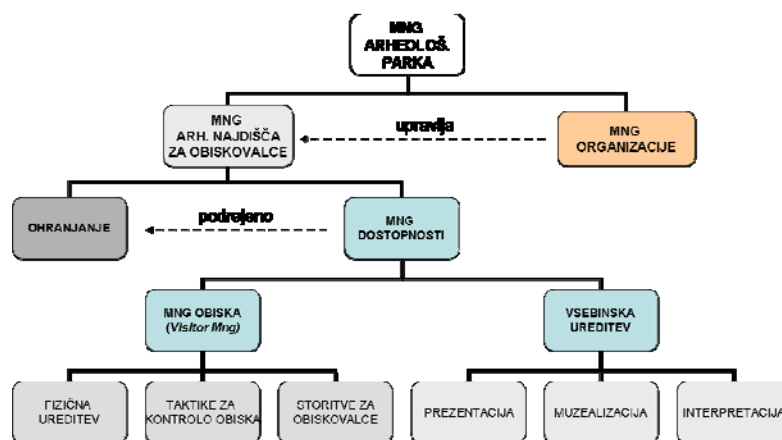 MNG
ARHEOLOŠ.
PARKA
MNG
ARH. NAJDIŠČA
ZA OBISKOVALCE
upravlja
MNG
ORGANIZACIJE
OHRANJANJE
podrejeno
MNG
DOSTOPNOSTI
MNG OBISKA
(Visitor Mng)
VSEBINSKA
UREDITEV
FIZIČNA
UREDITEV
TAKTIKE ZA
KONTROLO OBISKA
STORITVE ZA
OBISKOVALCE
PREZENTACIJA
MUZEALIZACIJA
INTERPRETACIJA